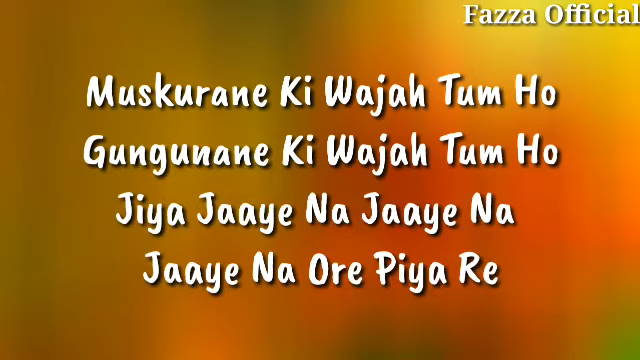 Fazza Official
Muskurane Ki Wajah Tum Ho
Gungunane Ki Wajah Tum Ho
Jiya Jaaye Na Jaaye Na
Jaaye Na Ore Piya Re